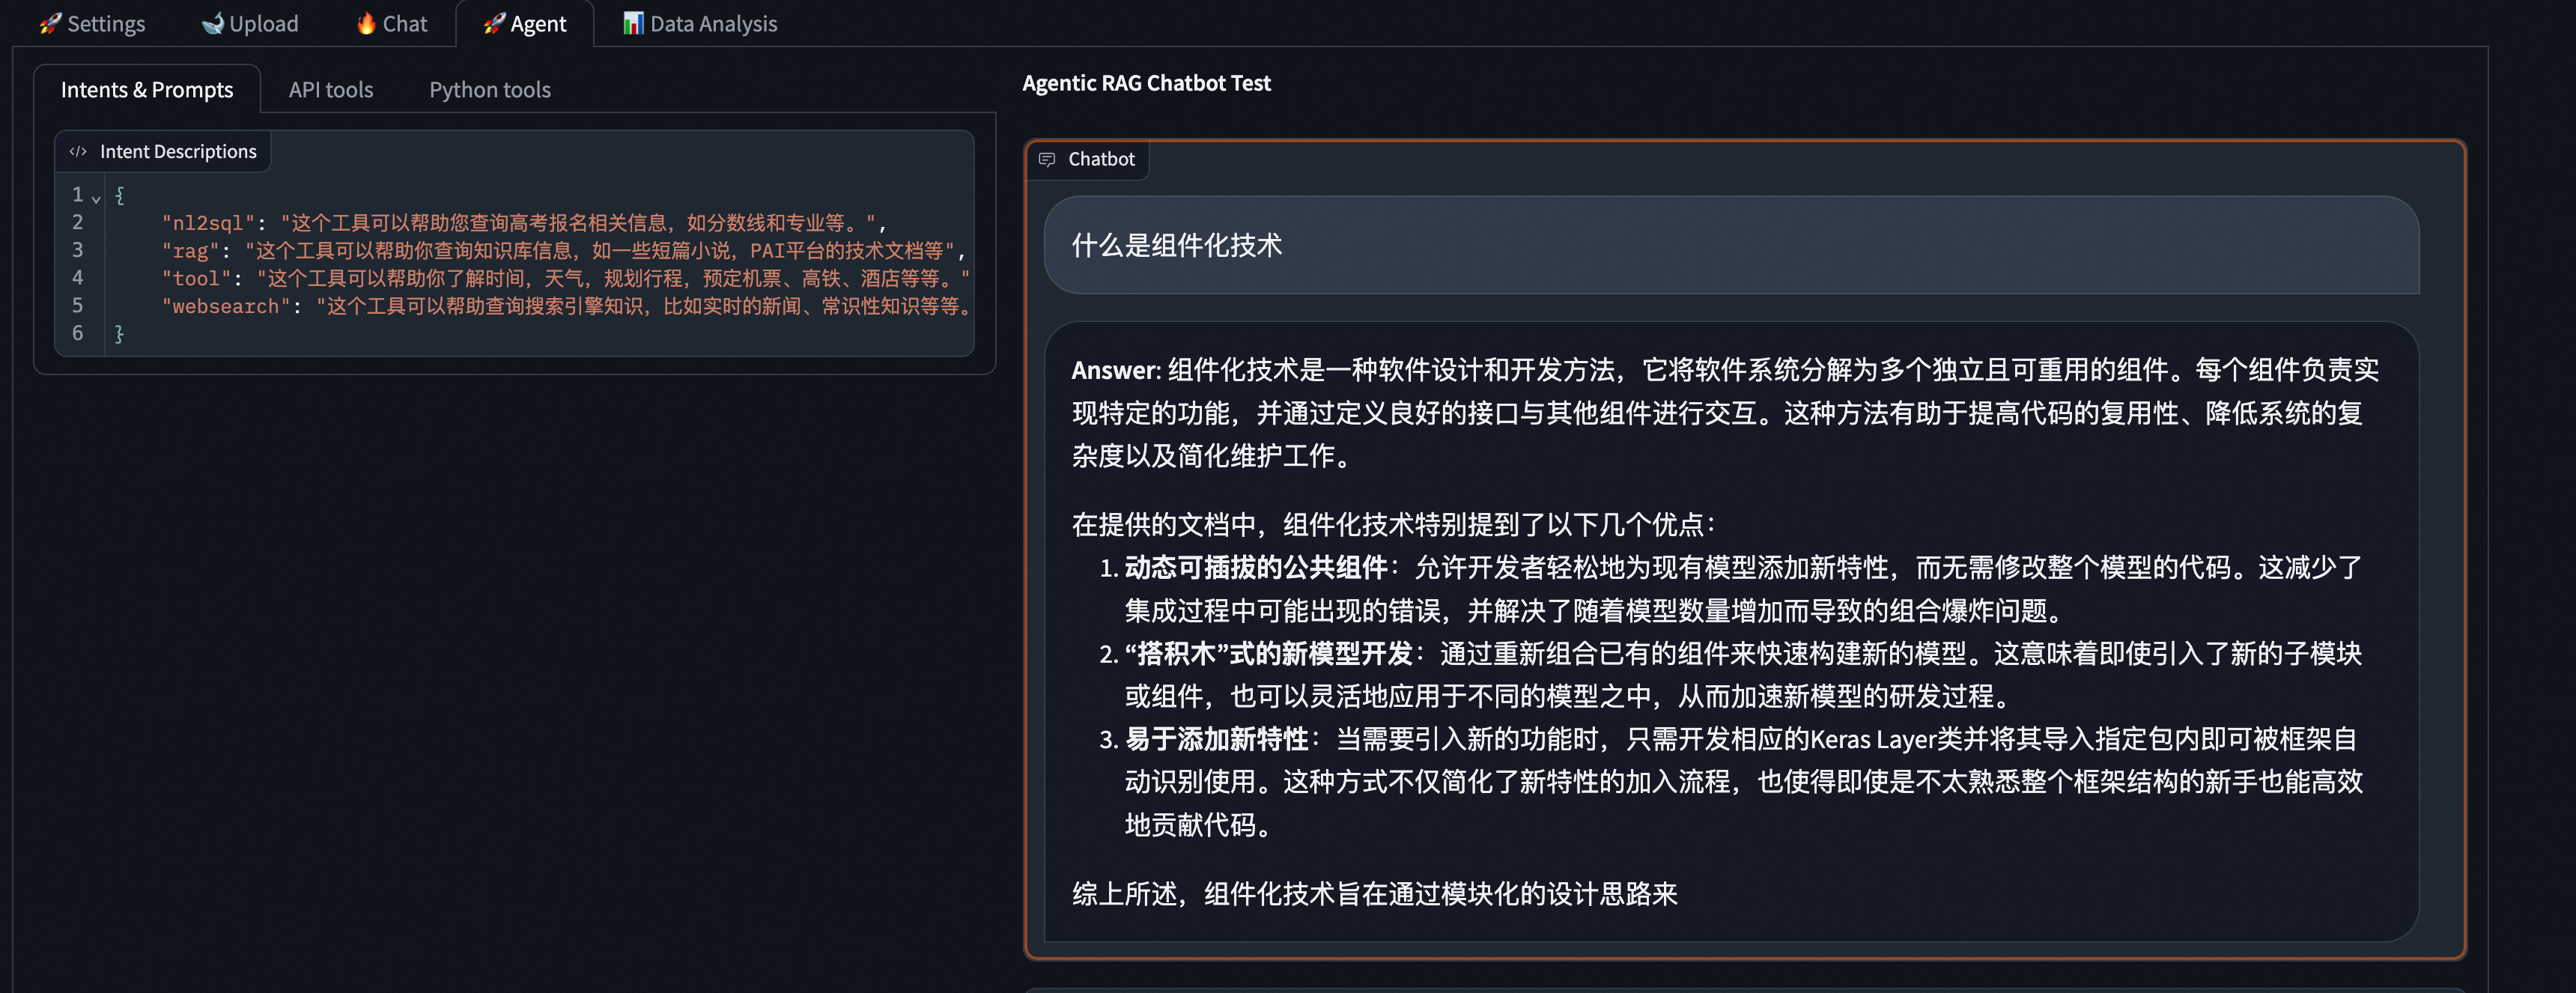 🚀 Settings
🐋 Upload
🔥 Chat
🚀 Agent
📊 Data Analysis
Intents & Prompts
API tools
Python tools
Intent Descriptions
1 {
2 "nl2sql": "这个工具可以帮助您查询高考报名相关信息，如分数线和专业等。",
3 "rag": "这个工具可以帮助你查询知识库信息，如一些短篇小说，PAI平台的技术文档等",
4 "tool": "这个工具可以帮助你了解时间，天气，规划行程，预定机票、高铁、酒店等等。"
5 "websearch": "这个工具可以帮助查询搜索引擎知识，比如实时的新闻、常识性知识等等。
6 }
Agentic RAG Chatbot Test
Chatbot
什么是组件化技术
Answer: 组件化技术是一种软件设计和开发方法，它将软件系统分解为多个独立且可重用的组件。每个组件负责实
现特定的功能，并通过定义良好的接口与其他组件进行交互。这种方法有助于提高代码的复用性、降低系统的复
杂度以及简化维护工作。
在提供的文档中，组件化技术特别提到了以下几个优点：
1. 动态可插拔的公共组件：允许开发者轻松地为现有模型添加新特性，而无需修改整个模型的代码。这减少了
集成过程中可能出现的错误，并解决了随着模型数量增加而导致的组合爆炸问题。
2. “搭积木”式的新模型开发：通过重新组合已有的组件来快速构建新的模型。这意味着即使引入了新的子模块
或组件，也可以灵活地应用于不同的模型之中，从而加速新模型的研发过程。
3. 易于添加新特性：当需要引入新的功能时，只需开发相应的Keras Layer类并将其导入指定包内即可被框架自
动识别使用。这种方式不仅简化了新特性的加入流程，也使得即使是不太熟悉整个框架结构的新手也能高效
地贡献代码。
综上所述，组件化技术旨在通过模块化的设计思路来